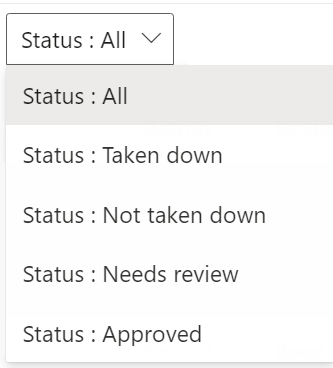 Status : All
Status : All
Status : Taken down
Status : Not taken down
Status : Needs review
Status : Approved